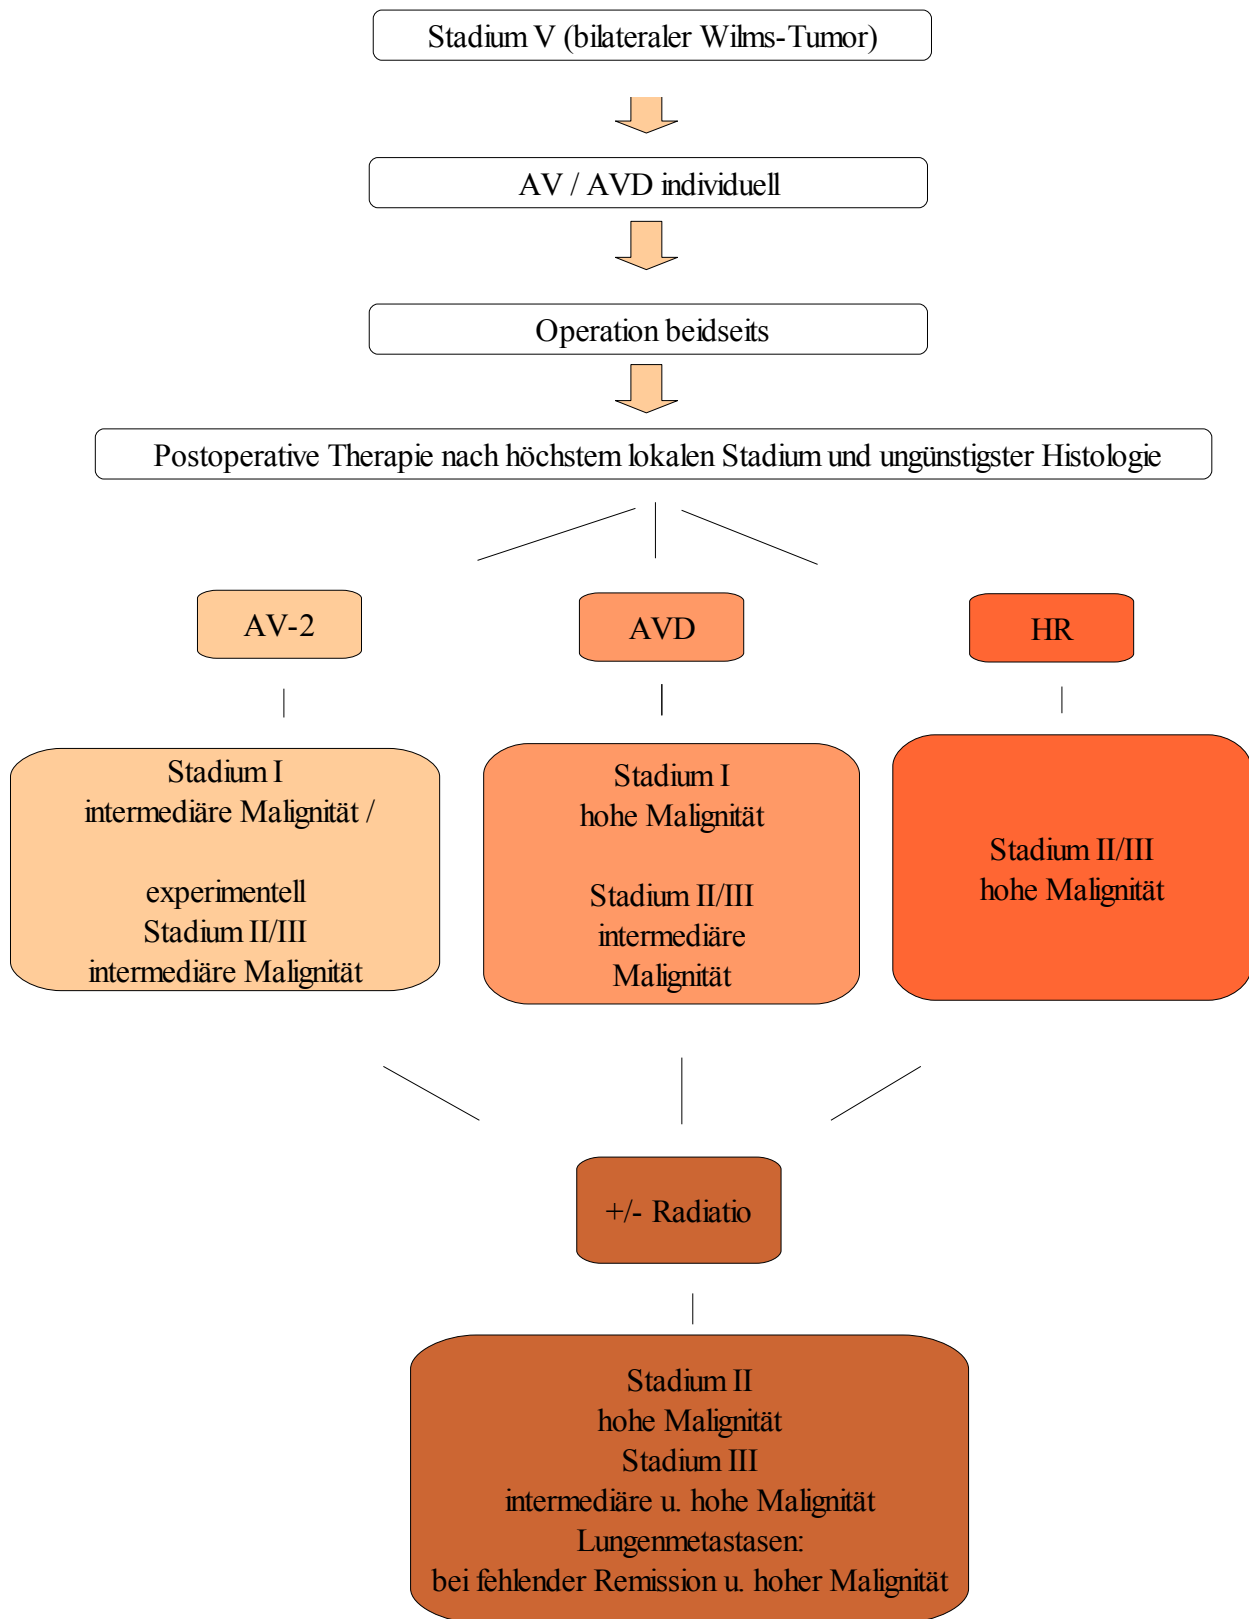 Stadium V (bilateraler Wilms-Tumor)
AV / AVD individuell
Operation beidseits
Postoperative Therapie nach höchstem lokalen Stadium und ungünstigster Histologie
AV-2
AVD
HR
Stadium I
intermediäre Malignität /
experimentell
Stadium II/III
intermediäre Malignität
Stadium I
hohe Malignität
Stadium II/III
intermediäre
Malignität
Stadium II/III
hohe Malignität
+/- Radiatio
Stadium II
hohe Malignität
Stadium III
intermediäre u. hohe Malignität
Lungenmetastasen:
bei fehlender Remission u. hoher Malignität